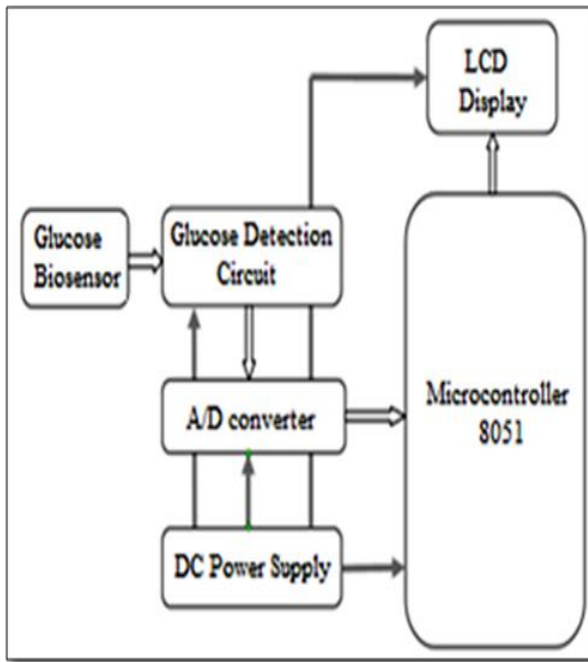 LCD
Display
Glucose
Biosensor
Glucose Detection
Circuit
A/D converter
Microcontroller
8051
DC Power Supply